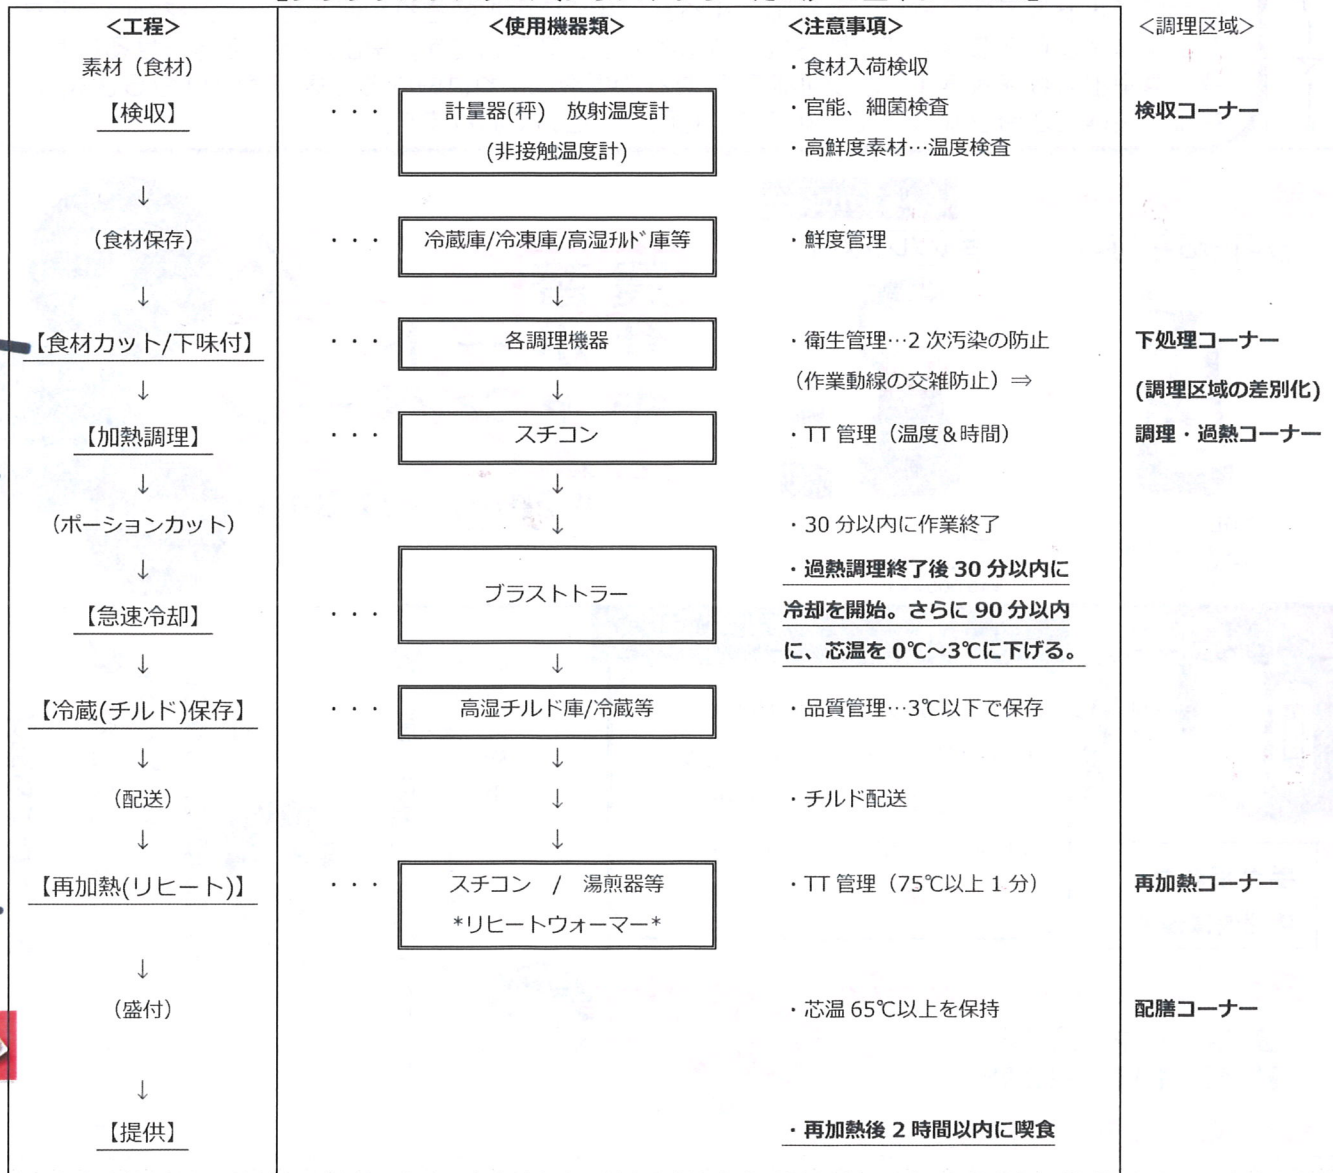 <工程> <使用機器類> <注意事項> <調理区域>
素材（食材） ・食材入荷検収
【検収】 ・・・ 計量器(秤) 放射温度計 ・官能、細菌検査 検収コーナー
(非接触温度計) ・高鮮度素材…温度検査
↓
(食材保存) ・・・ 冷蔵庫/冷凍庫/高湿ﾁﾙﾄﾞ庫等 ・鮮度管理
↓ ↓
【食材カット/下味付】 ・・・ 各調理機器 ・衛生管理…2 次汚染の防止 下処理コーナー
↓ ↓ （作業動線の交雑防止）⇒ (調理区域の差別化)
【加熱調理】 ・・・ スチコン ・TT 管理（温度＆時間） 調理・過熱コーナー
↓ ↓
（ポーションカット） ↓ ・30 分以内に作業終了
↓ ・過熱調理終了後 30 分以内に
ブラストトラー
【急速冷却】 ・・・ 冷却を開始。さらに 90 分以内
↓ ↓ に、芯温を 0℃～3℃に下げる。
【冷蔵(チルド)保存】 ・・・ 高湿チルド庫/冷蔵等 ・品質管理…3℃以下で保存
↓ ↓
（配送） ↓ ・チルド配送
↓ ↓
【再加熱(リヒート)】 ・・・ スチコン / 湯煎器等 ・TT 管理（75℃以上 1 分） 再加熱コーナー
*リヒートウォーマー*
↓
(盛付) ・芯温 65℃以上を保持 配膳コーナー
↓
【提供】 ・再加熱後 2 時間以内に喫食